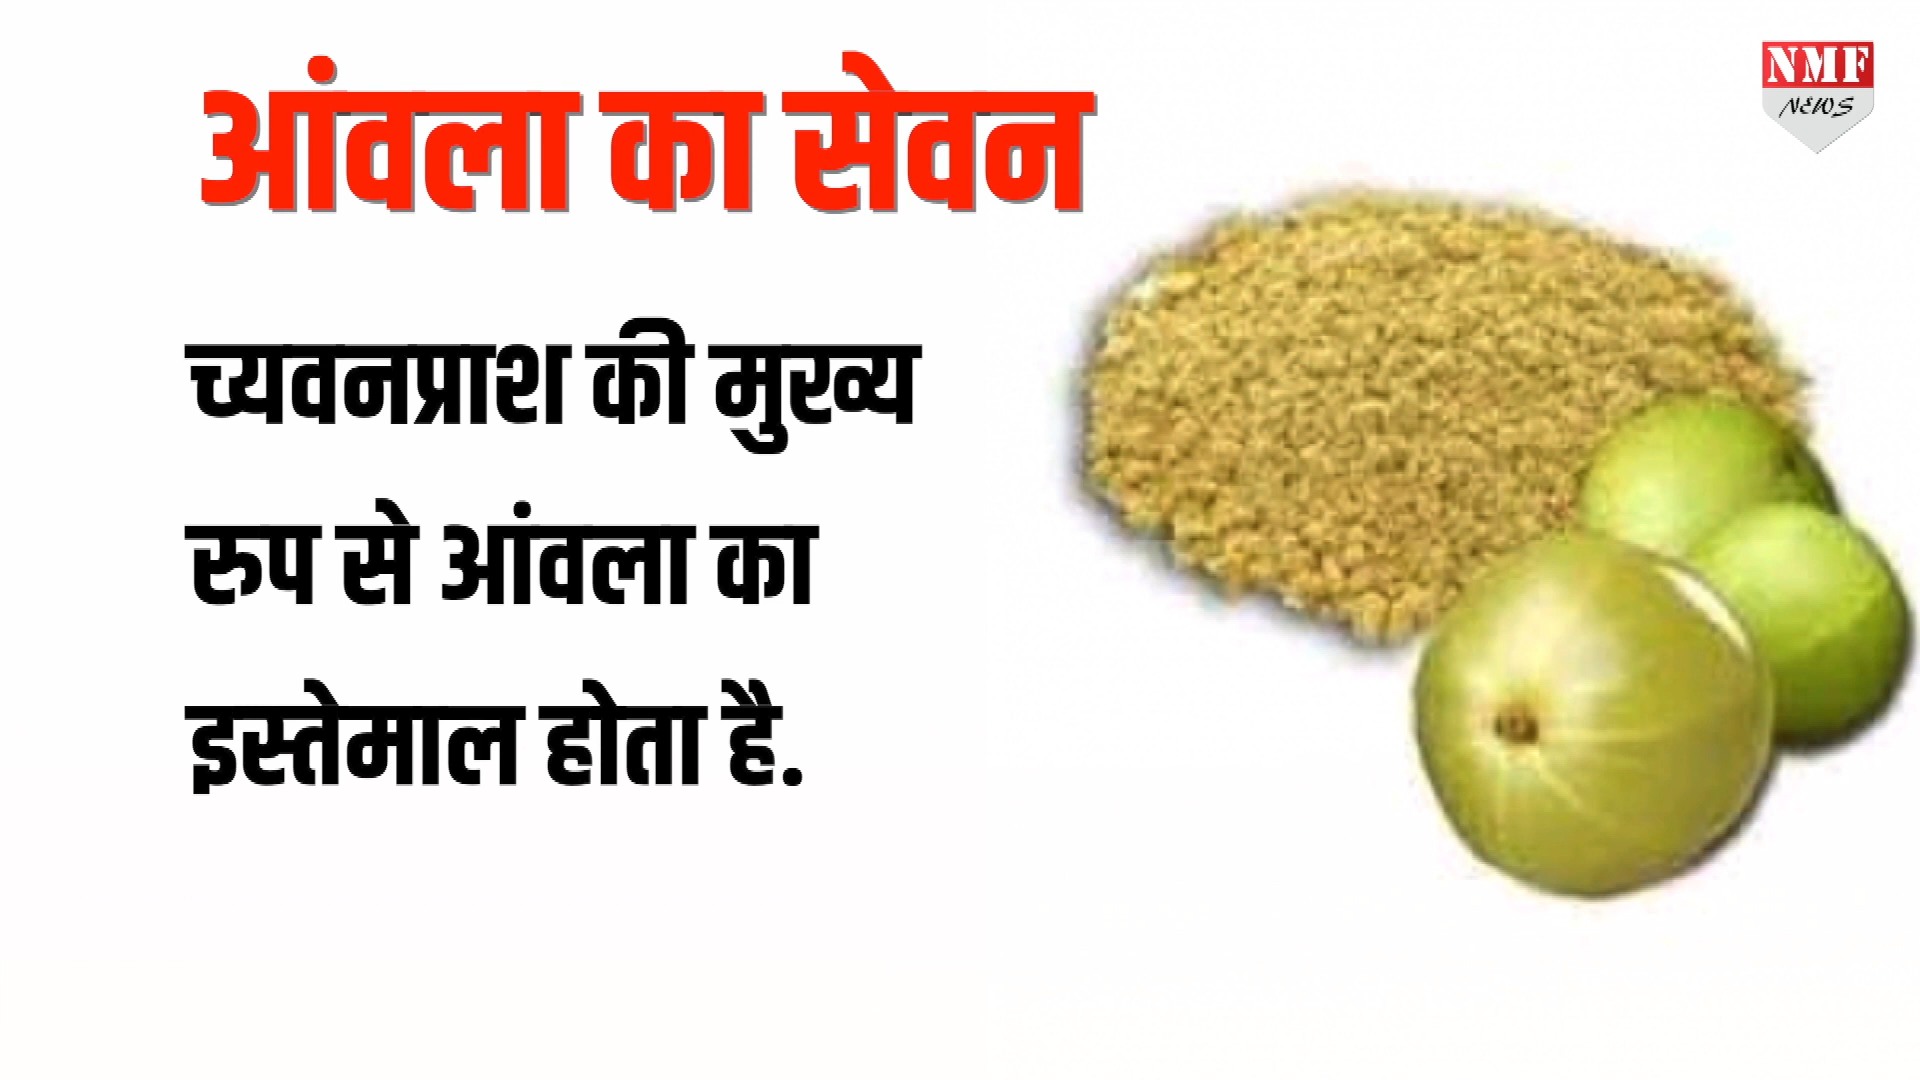 आंवला का सेवन
NMF
NEWS
च्यवनप्राश की मुख्य
रुप से आंवला का
इस्तेमाल होता है.